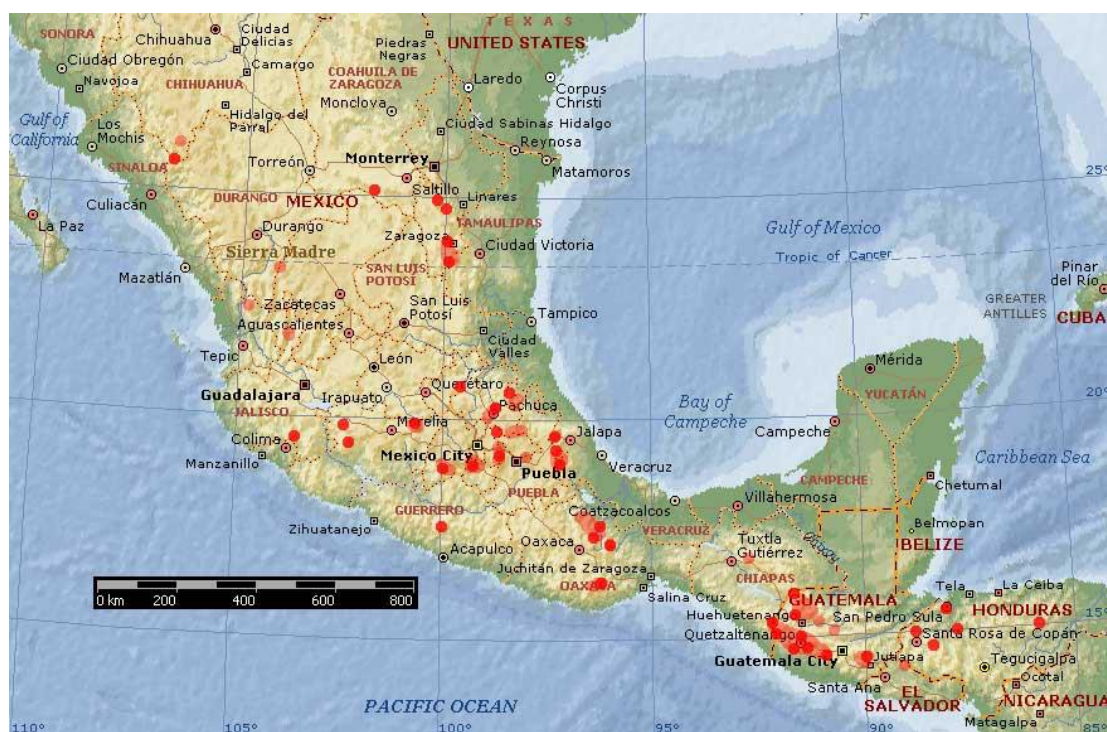 TEXAS
SONORA
Chihuahua
Ciudad
Delicias
Piedras
Negras
UNITED STATES
Ciudad Obregón
Navojoa
Camargo
CHIHUAHUA
COAHUILA DE
ZARAGOZA
Laredo
Corpus
Christi
Monclova
Gulf of
California
Los
Mochis
Hidalgo del
Parral
Ciudad Sabinas Hidalgo
Reynosa
SINALOA
Torreón
Monterrey
Matamoros
25°
Culiacán
DURANGO
MEXICO
Saltillo
Linares
La Paz
Durango
Zaragoza
TAMAULIPAS
Gulf of Mexico
Sierra Madre
Ciudad Victoria
Tropic of Cancer
Pinar
del Río
Mazatlán
SAN LUIS
POTOSI
GREATER
ANTILLES
CUBA
Zacatecas
San Luis
Potosí
Tampico
Aguascalientes
Ciudad
Valles
Tepic
León
Mérida
Guadalajara
Querétaro
YUCATÁN
JALISCO
Irapuato
Pachuca
Bay of
Campeche
20°
Morelia
Campeche
Colima
Jalapa
Manzanillo
Mexico City
Puebla
Veracruz
Caribbean Sea
CAMPECHE
Chetumal
PUEBLA
Villahermosa
GUERRERO
Coatzacoalcos
Zihuatanejo
VERACRUZ
Belmopan
Acapulco
Oaxaca
Tuxtla
Gutiérrez
BELIZE
Juchitán de Zaragoza
CHIAPAS
OAXACA
Salina Cruz
Tela
La Ceiba
0 km
200
400
600
800
GUATEMALA
HONDURAS
Huehuetenango
San Pedro Sula
15°
Quetzaltenango
Santa Rosa de Copán
Guatemala City
Jutiapa
Tegucigalpa
Santa Ana
Ocotal
EL
SALVADOR
NICARAGUA
PACIFIC OCEAN
Matagalpa
110°
105°
100°
95°
90°
85°